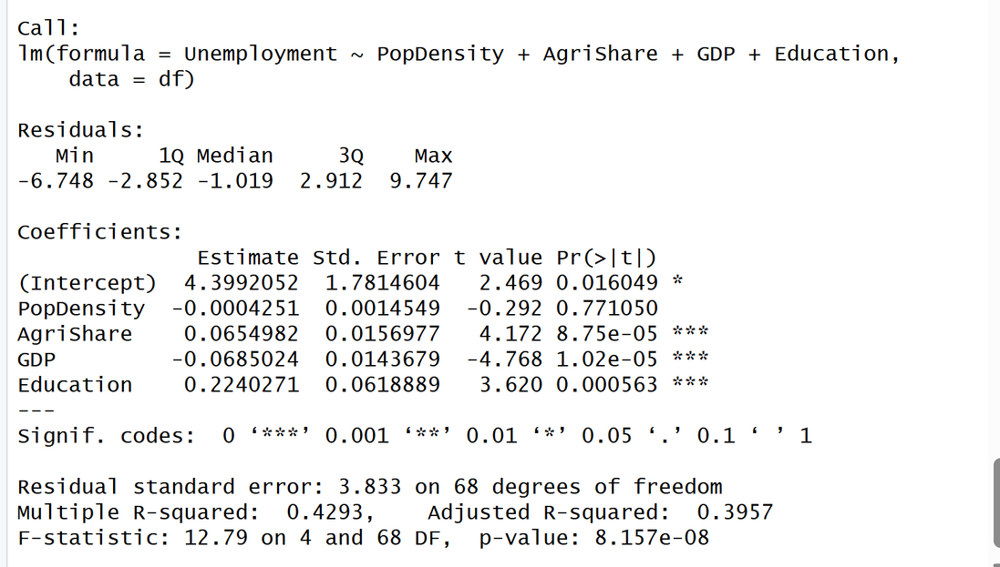 Call:
lm(formula = Unemployment ~ PopDensity + AgriShare + GDP + Education,
    data = df)

Residuals:
   Min     1Q Median     3Q    Max
-6.748 -2.852 -1.019  2.912  9.747

Coefficients:
              Estimate Std. Error t value Pr(>|t|)
(Intercept)  4.3992052  1.7814604   2.469 0.016049 *
PopDensity  -0.0004251  0.0014549  -0.292 0.771050
AgriShare    0.0654982  0.0156977   4.172 8.75e-05 ***
GDP         -0.0685024  0.0143679  -4.768 1.02e-05 ***
Education    0.2240271  0.0618889   3.620 0.000563 ***
---
Signif. codes:  0 ‘***’ 0.001 ‘**’ 0.01 ‘*’ 0.05 ‘.’ 0.1 ‘ ’ 1

Residual standard error: 3.833 on 68 degrees of freedom
Multiple R-squared:  0.4293,    Adjusted R-squared:  0.3957
F-statistic: 12.79 on 4 and 68 DF,  p-value: 8.157e-08